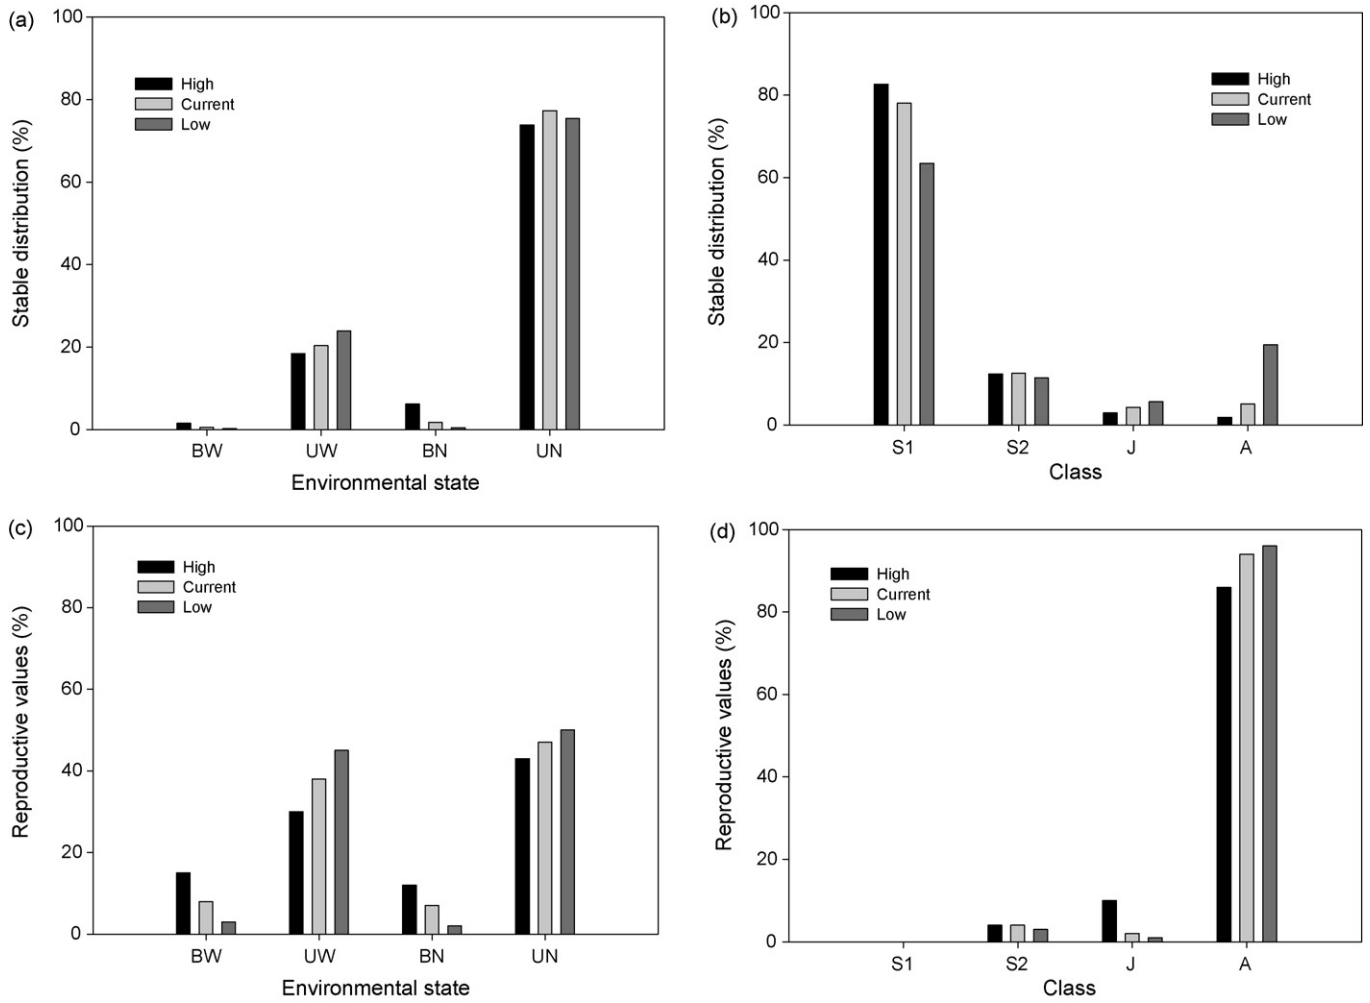 (a)
100
80
60
40
20
0
Stable distribution (%)
High
Current
Low
BW UW BN UN
Environmental state
(b)
100
80
60
40
20
0
Stable distribution (%)
High
Current
Low
S1 S2 J A
Class
(c)
100
80
60
40
20
0
Reproductive values (%)
High
Current
Low
BW UW BN UN
Environmental state
(d)
100
80
60
40
20
0
Reproductive values (%)
High
Current
Low
S1 S2 J A
Class